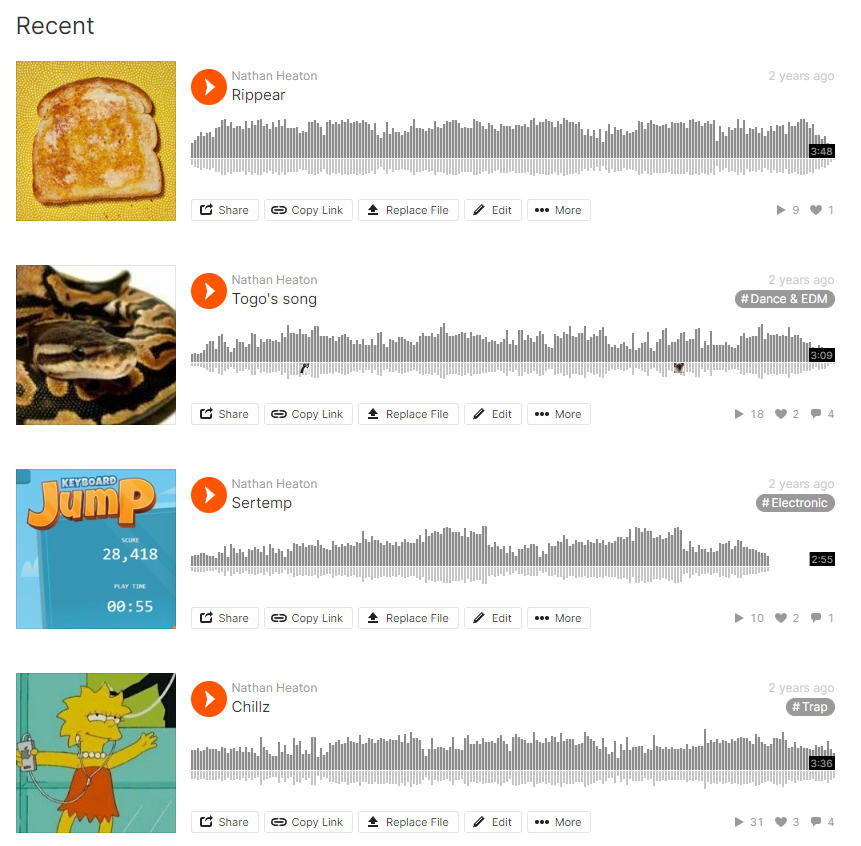 Recent
Nathan Heaton
2 years ago
Rippear
3:48
Share Copy Link Replace File Edit More
9 1
Nathan Heaton
2 years ago
Togo's song
#Dance & EDM
3:09
Share Copy Link Replace File Edit More
18 2 4
KEYBOARD
Jump
SCORE
28,418
PLAY TIME
00:55
Nathan Heaton
2 years ago
Sertemp
#Electronic
2:55
Share Copy Link Replace File Edit More
10 2 1
Nathan Heaton
2 years ago
Chillz
#Trap
3:36
Share Copy Link Replace File Edit More
31 3 4